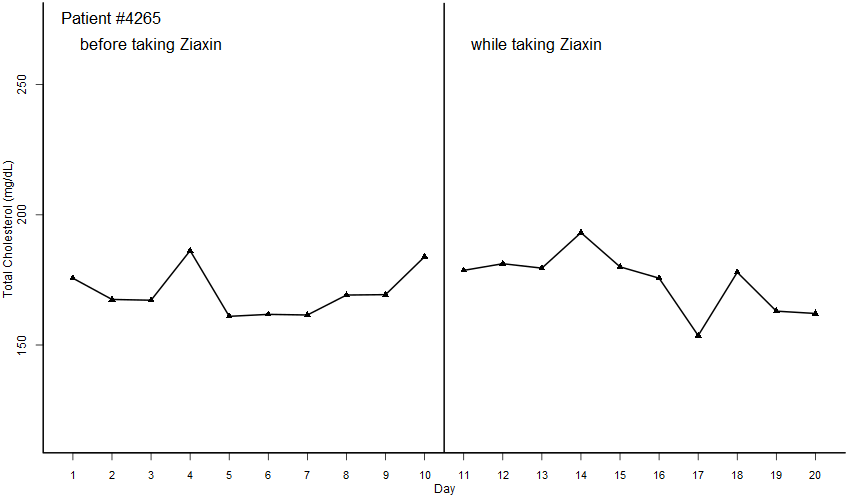 Patient #4265
before taking Ziaxin
while taking Ziaxin
Total Cholesterol (mg/dL)
250
200
150
1 2 3 4 5 6 7 8 9 10 11 12 13 14 15 16 17 18 19 20
Day